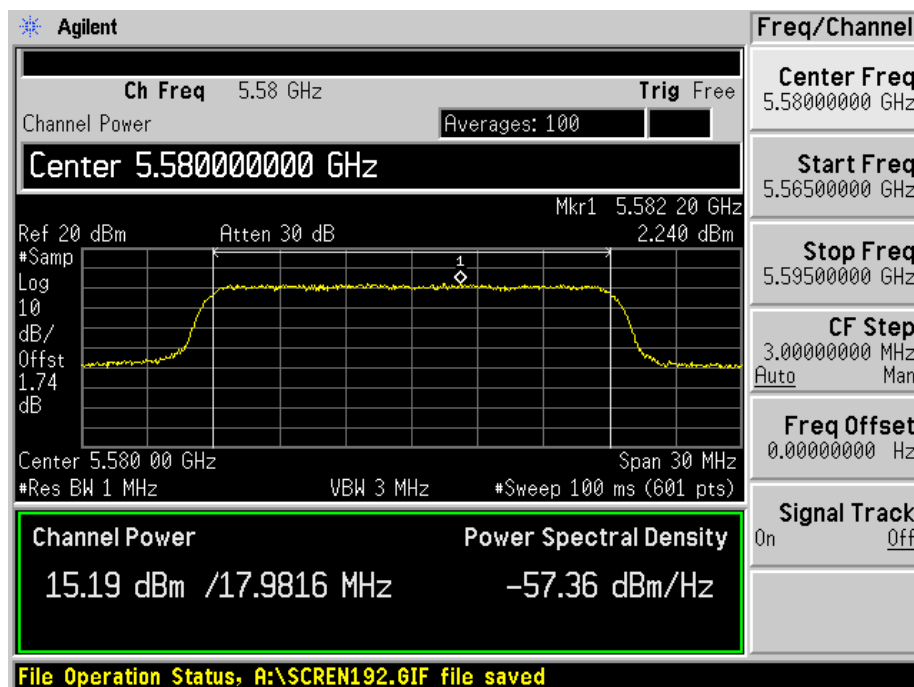 Agilent
Freq/Channel
Ch Freq 5.58 GHz Trig Free
Channel Power Averages: 100
Center 5.580000000 GHz
Mkr1 5.582 20 GHz
Ref 20 dBm Atten 30 dB 2.240 dBm
#Samp
Log
10
dB/
Offst
1.74
dB
1
Center 5.580 00 GHz Span 30 MHz
#Res BW 1 MHz VBW 3 MHz #Sweep 100 ms (601 pts)
Channel Power Power Spectral Density
15.19 dBm /17.9816 MHz -57.36 dBm/Hz
File Operation Status, A:\SCREN192.GIF file saved
Center Freq
5.58000000 GHz
Start Freq
5.56500000 GHz
Stop Freq
5.59500000 GHz
CF Step
3.00000000 MHz
Auto Man
Freq Offset
0.00000000 Hz
Signal Track
On Off